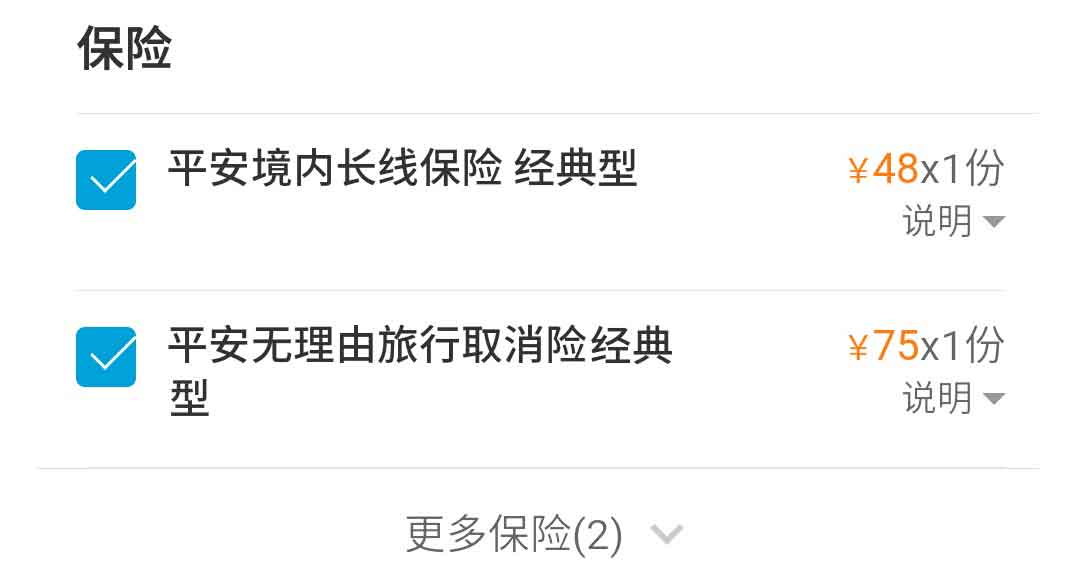 保险
平安境内长线保险 经典型
¥48x1份
说明
平安无理由旅行取消险经典
型
¥75x1份
说明
更多保险(2)